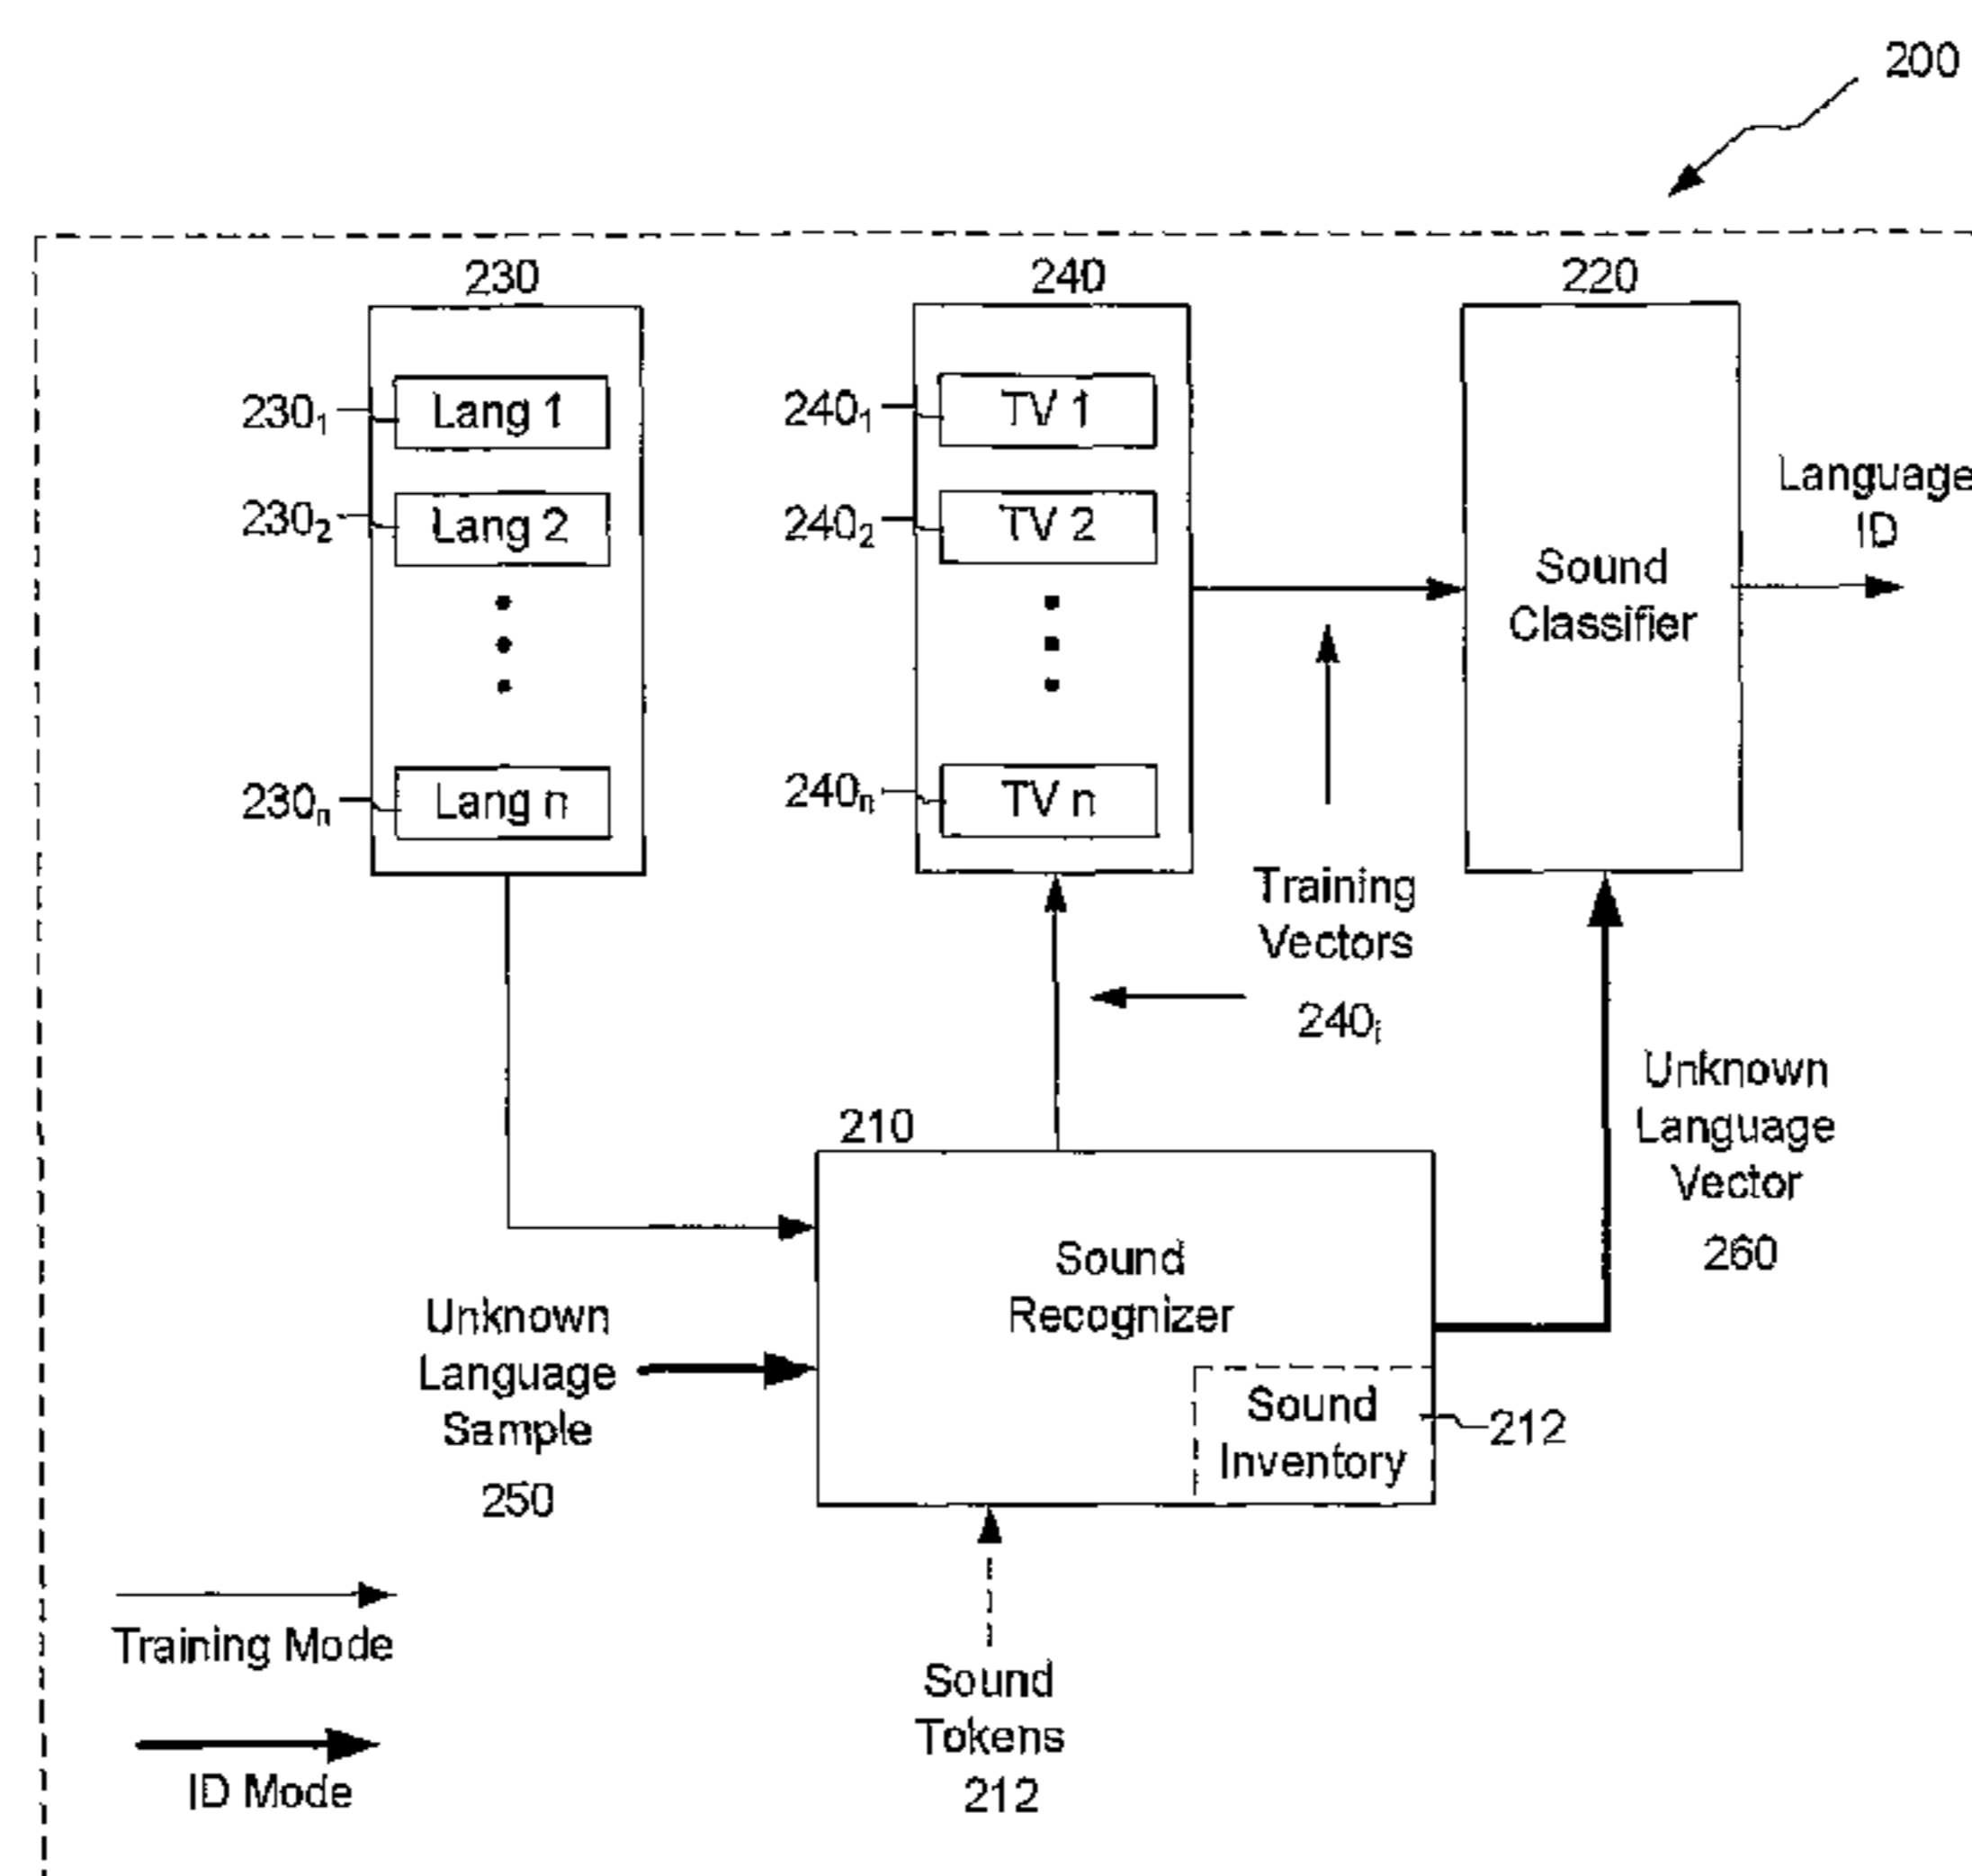 200
230
240
220
230₁
Lang 1
240₁
TV 1
230₂
Lang 2
240₂
TV 2
230ₙ
Lang n
240ₙ
TV n
Sound
Classifier
Language
ID
Training
Vectors
240ᵢ
Unknown
Language
Vector
260
210
Sound
Recognizer
Unknown
Language
Sample
250
Sound
Inventory
212
Training Mode
ID Mode
Sound
Tokens
212